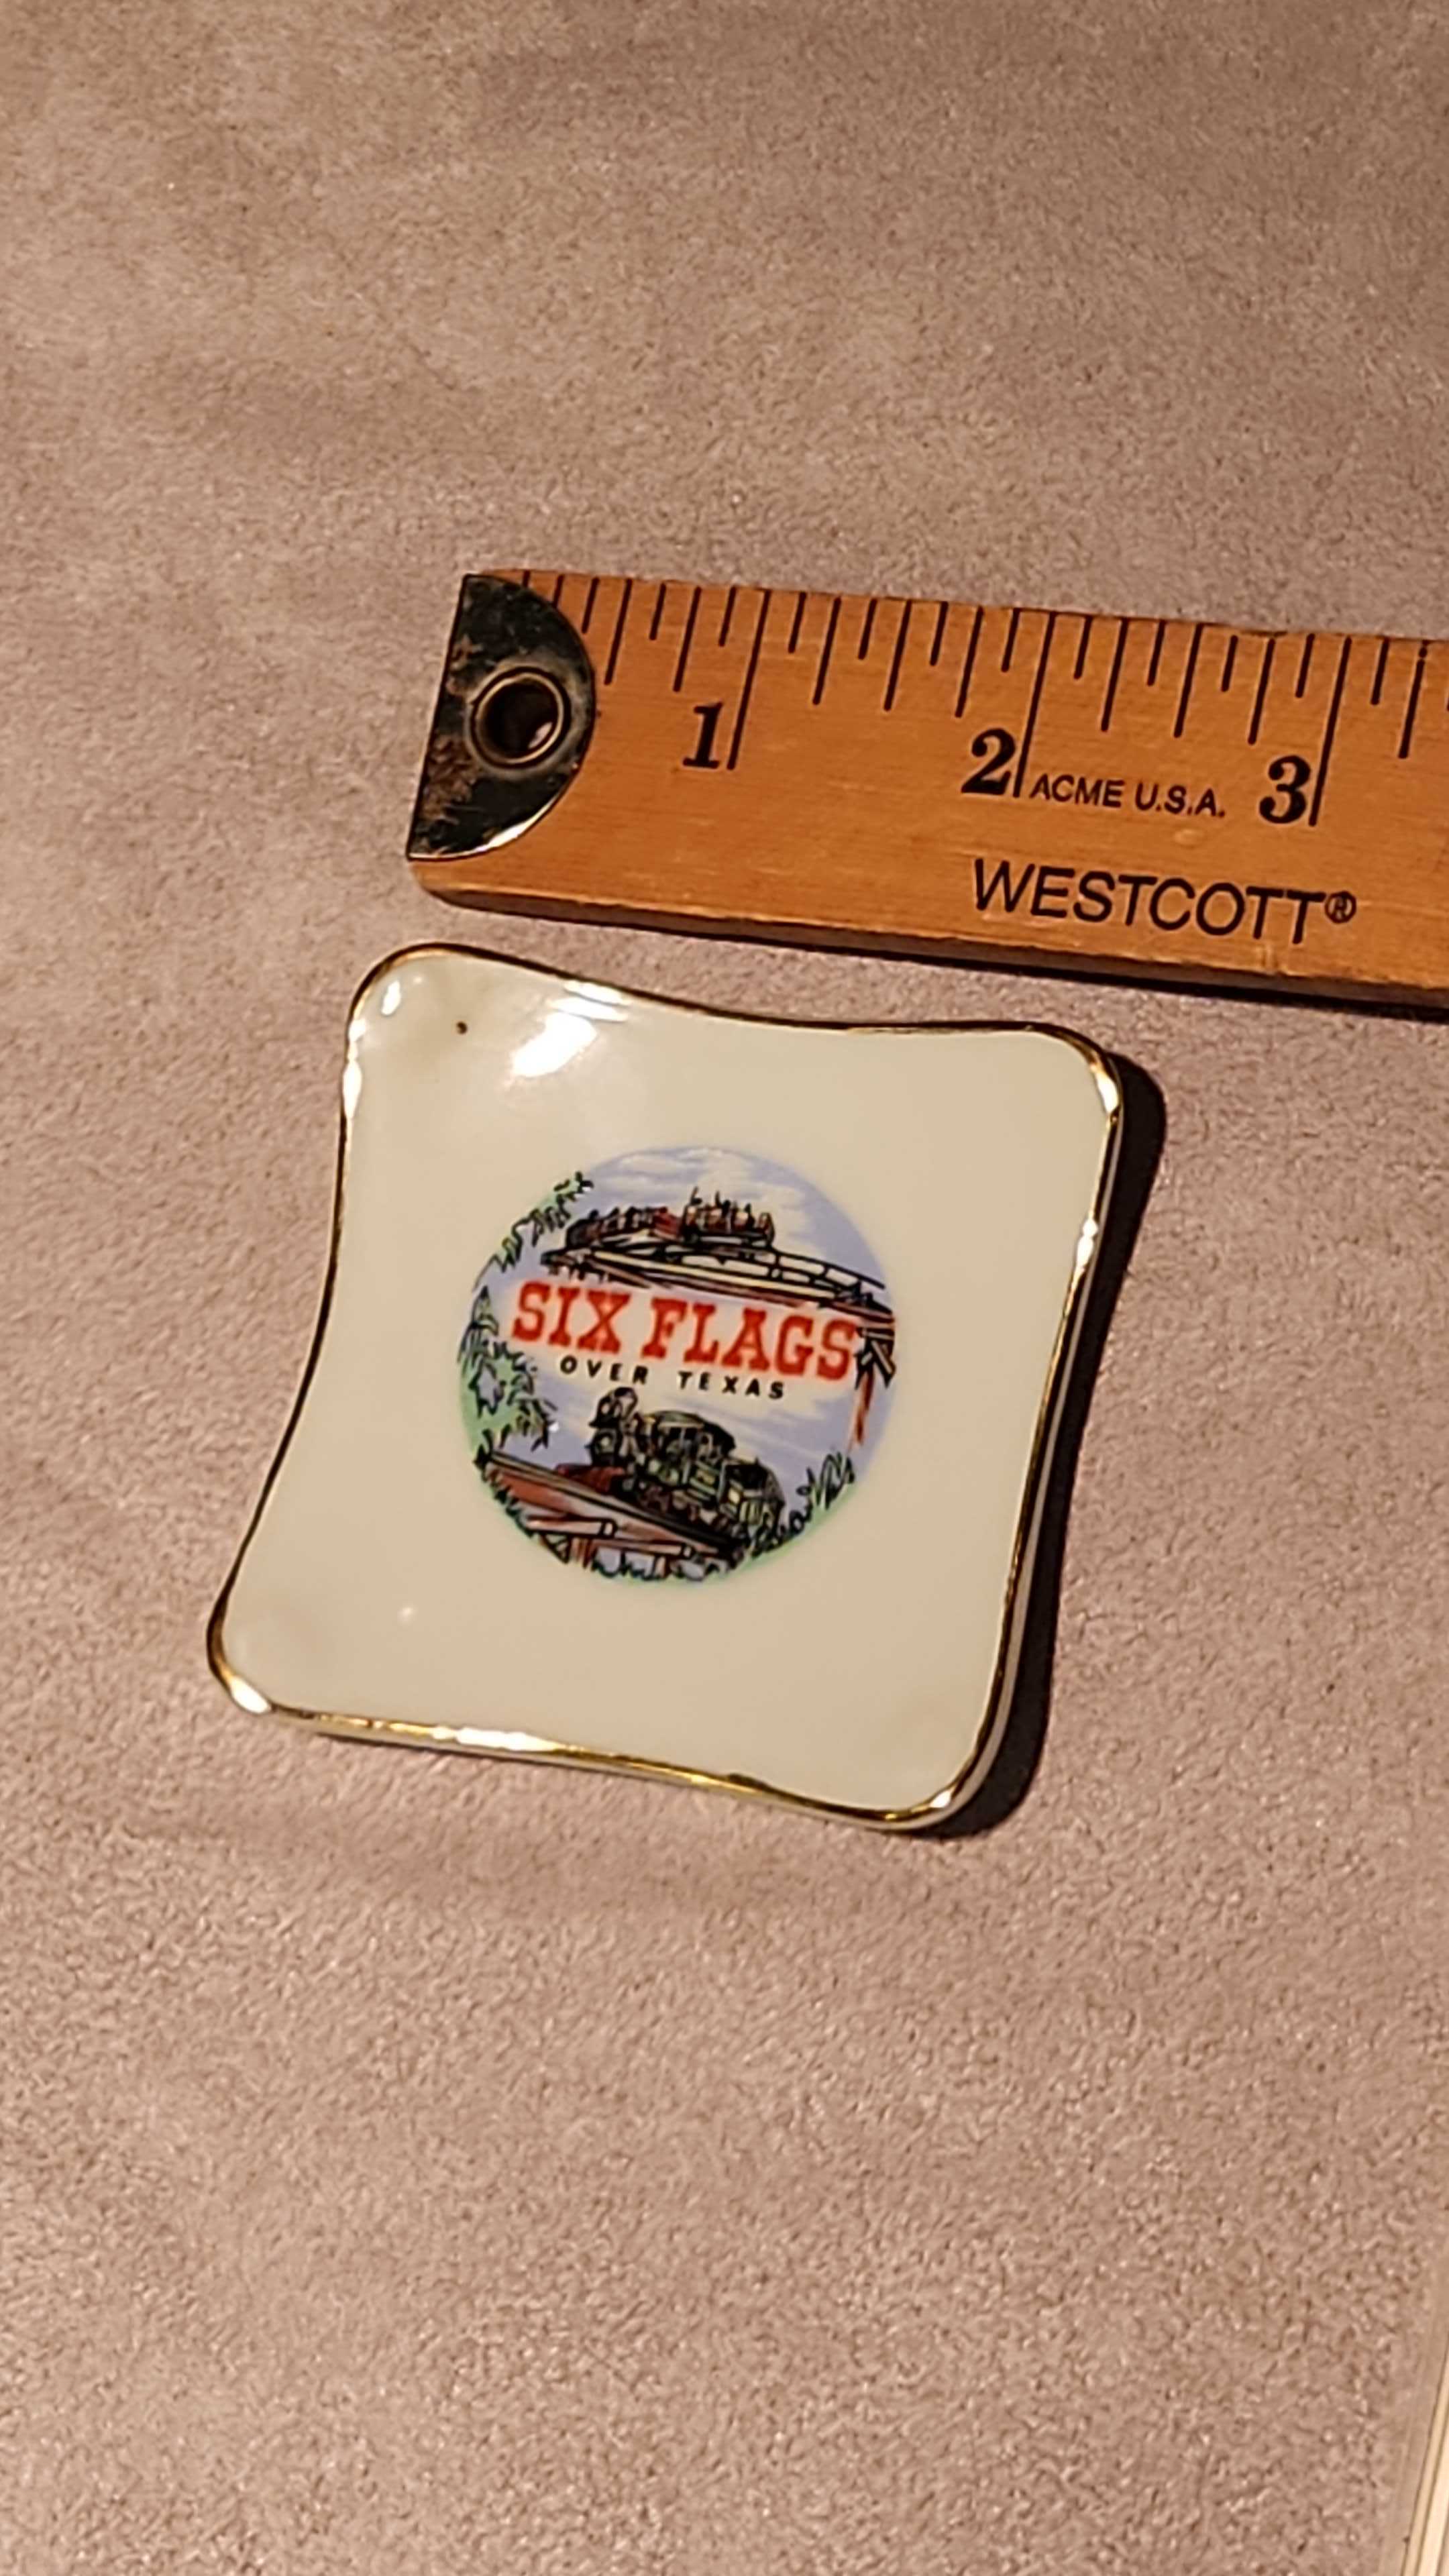 1 2 3
ACME U.S.A.
WESTCOTT®
SIX FLAGS
OVER TEXAS